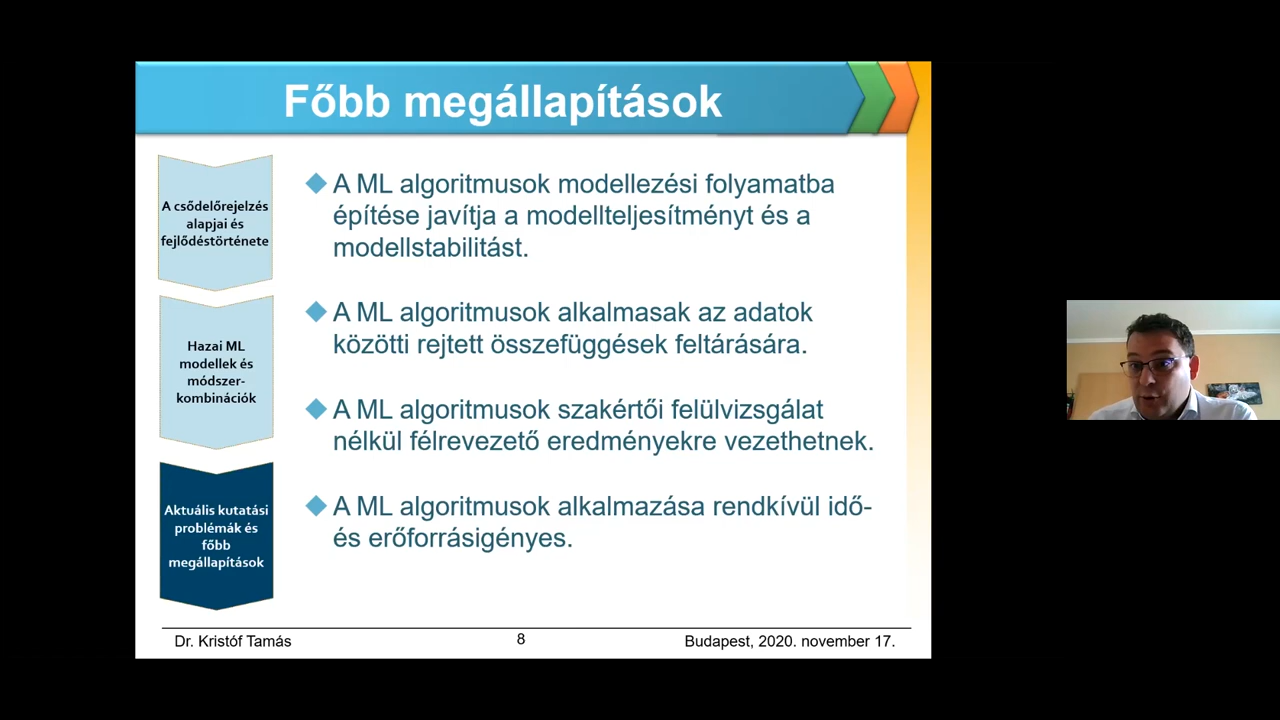 Főbb megállapítások
A csődelőrejelzés
alapjai és
fejlődéstörténete
Hazai ML
modellek és
módszer-
kombinációk
Aktuális kutatási
problémák és
főbb
megállapítások
A ML algoritmusok modellezési folyamatba
építése javítja a modellteljesítményt és a
modellstabilitást.
A ML algoritmusok alkalmasak az adatok
közötti rejtett összefüggések feltárására.
A ML algoritmusok szakértői felülvizsgálat
nélkül félrevezető eredményekre vezethetnek.
A ML algoritmusok alkalmazása rendkívül idő-
és erőforrásigényes.
Dr. Kristóf Tamás
8
Budapest, 2020. november 17.